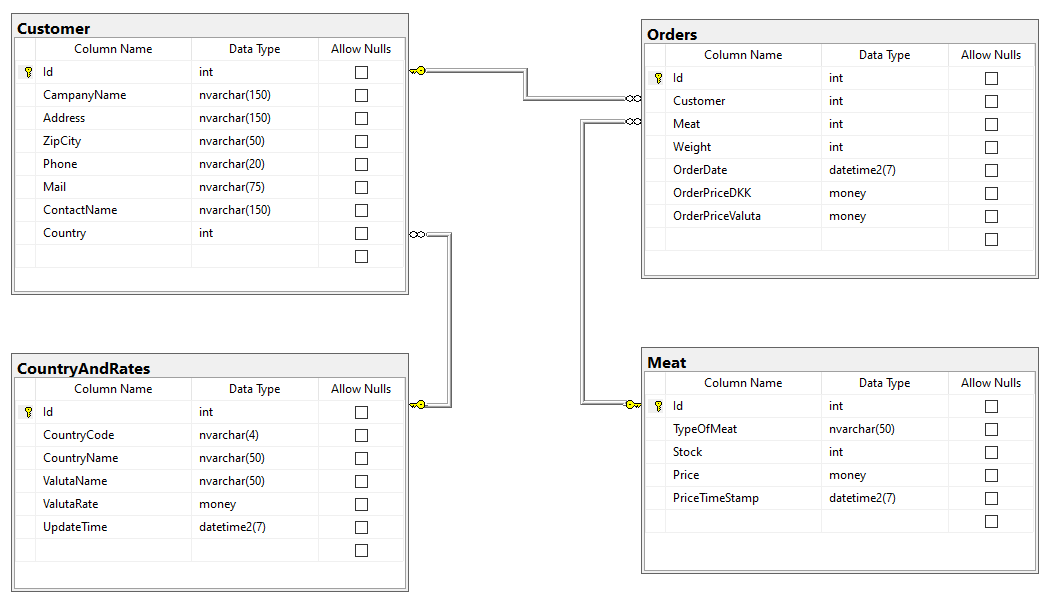 Customer
Column Name Data Type Allow Nulls
Id int
CampanyName nvarchar(150)
Address nvarchar(150)
ZipCity nvarchar(50)
Phone nvarchar(20)
Mail nvarchar(75)
ContactName nvarchar(150)
Country int
Orders
Column Name Data Type Allow Nulls
Id int
Customer int
Meat int
Weight int
OrderDate datetime2(7)
OrderPriceDKK money
OrderPriceValuta money
CountryAndRates
Column Name Data Type Allow Nulls
Id int
CountryCode nvarchar(4)
CountryName nvarchar(50)
ValutaName nvarchar(50)
ValutaRate money
UpdateTime datetime2(7)
Meat
Column Name Data Type Allow Nulls
Id int
TypeOfMeat nvarchar(50)
Stock int
Price money
PriceTimeStamp datetime2(7)